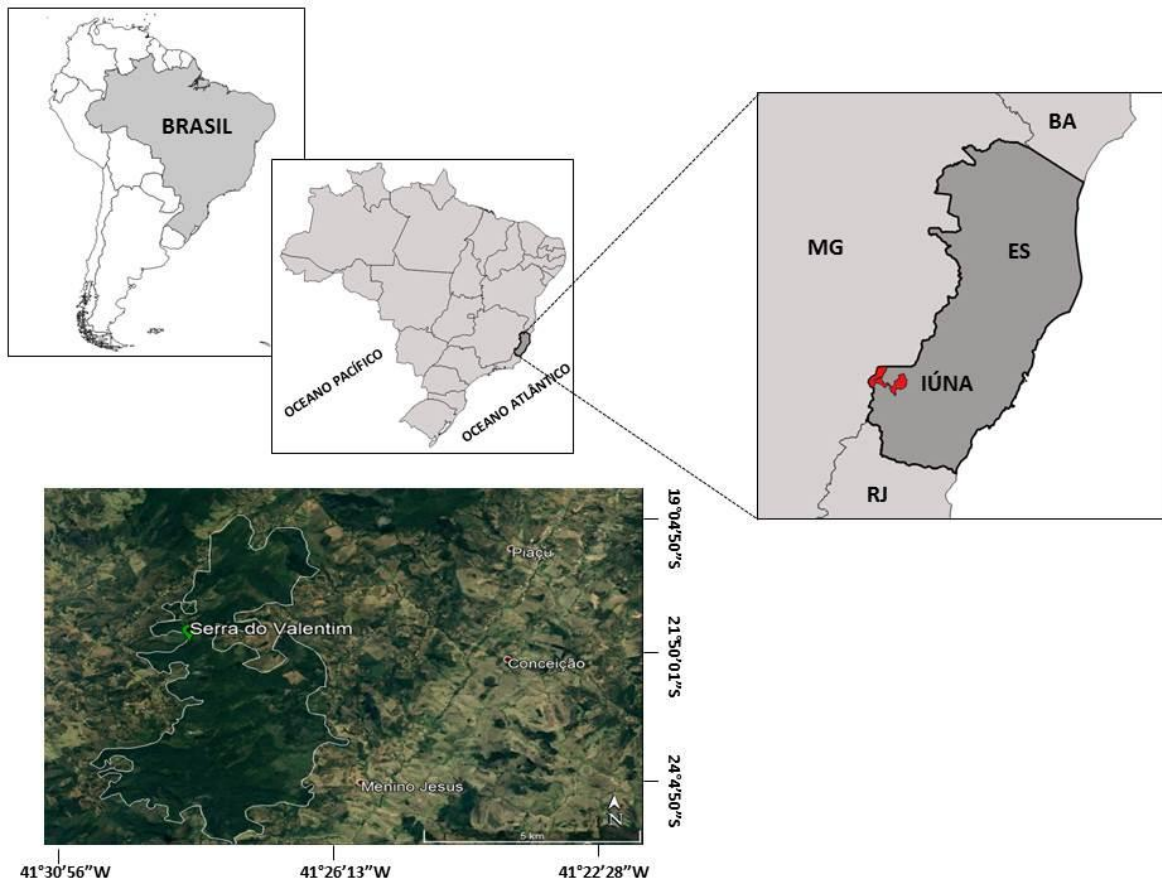 BRASIL
OCEANO PACÍFICO
OCEANO ATLÂNTICO
BA
MG
ES
IÚNA
RJ
Piaçu
Serra do Valentim
Conceição
Menino Jesus
N
5 km
19°04'50"S
21°50'01"S
24°4'50"S
41°30'56"W
41°26'13"W
41°22'28"W